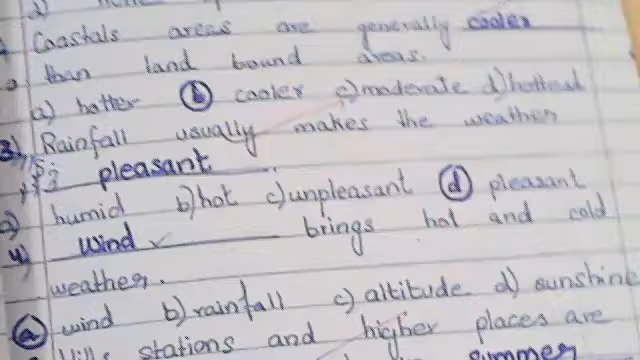 Coastals areas are generally cooler
than land bound areas.
a) hotter (b) cooler c) moderate d) hottest
3) Rainfall usually makes the weather
pleasant.
a) humid b) hot c) unpleasant (d) pleasant
4) wind ✓ brings hot and cold
weather.
(a) wind b) rainfall c) altitude d) sunshine
stations and higher places are
summer